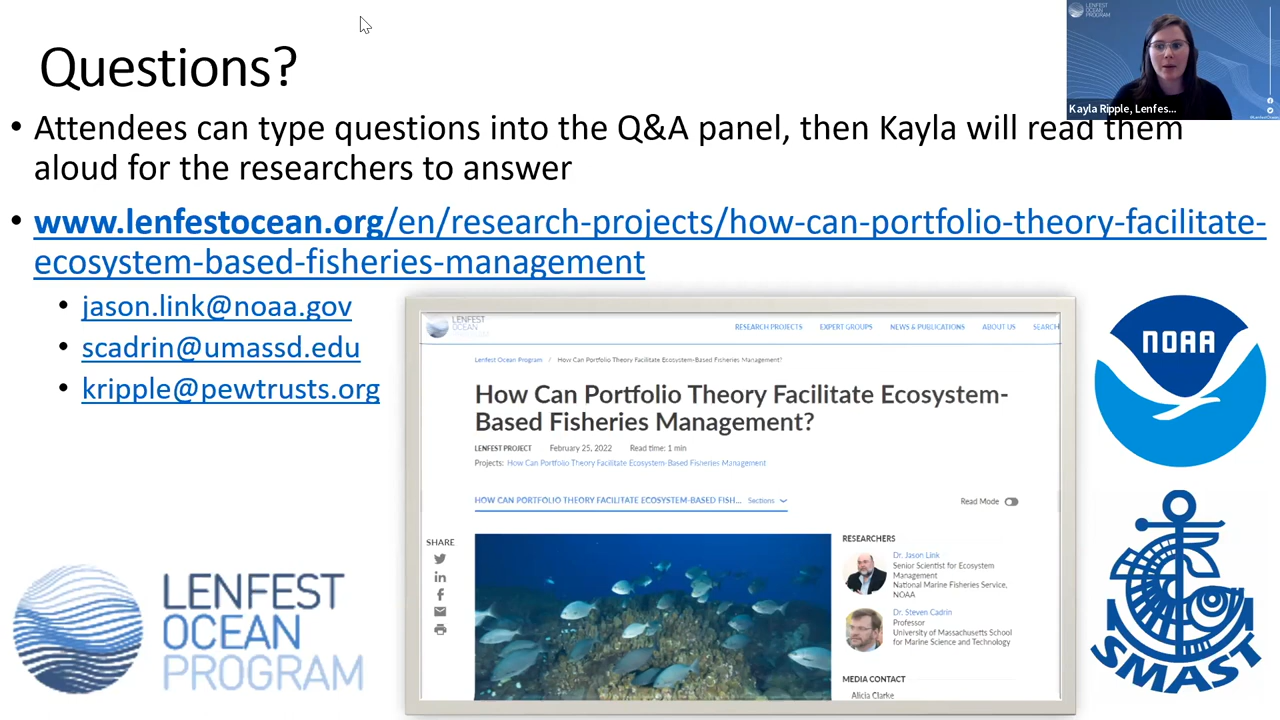 Questions?
• Attendees can type questions into the Q&A panel, then Kayla will read them
aloud for the researchers to answer
• www.lenfestocean.org/en/research-projects/how-can-portfolio-theory-facilitate-
ecosystem-based-fisheries-management
• jason.link@noaa.gov
• scadrin@umassd.edu
• kripple@pewtrusts.org
LENFEST
OCEAN
PROGRAM
Kayla Ripple, Lenfes...
LENFEST
OCEAN
PROGRAM
RESEARCH PROJECTS EXPERT GROUPS NEWS & PUBLICATIONS ABOUT US SEARCH
Lenfest Ocean Program / How Can Portfolio Theory Facilitate Ecosystem-Based Fisheries Management?
How Can Portfolio Theory Facilitate Ecosystem-
Based Fisheries Management?
LENFEST PROJECT February 25, 2022 Read time: 1 min
Projects: How Can Portfolio Theory Facilitate Ecosystem-Based Fisheries Management
HOW CAN PORTFOLIO THEORY FACILITATE ECOSYSTEM-BASED FISH... Sections
Read Mode
SHARE
RESEARCHERS
Dr. Jason Link
Senior Scientist for Ecosystem
Management
National Marine Fisheries Service,
NOAA
Dr. Steven Cadrin
Professor
University of Massachusetts School
for Marine Science and Technology
MEDIA CONTACT
Alicia Clarke
NOAA
SMAST
LENFEST
OCEAN
PROGRAM